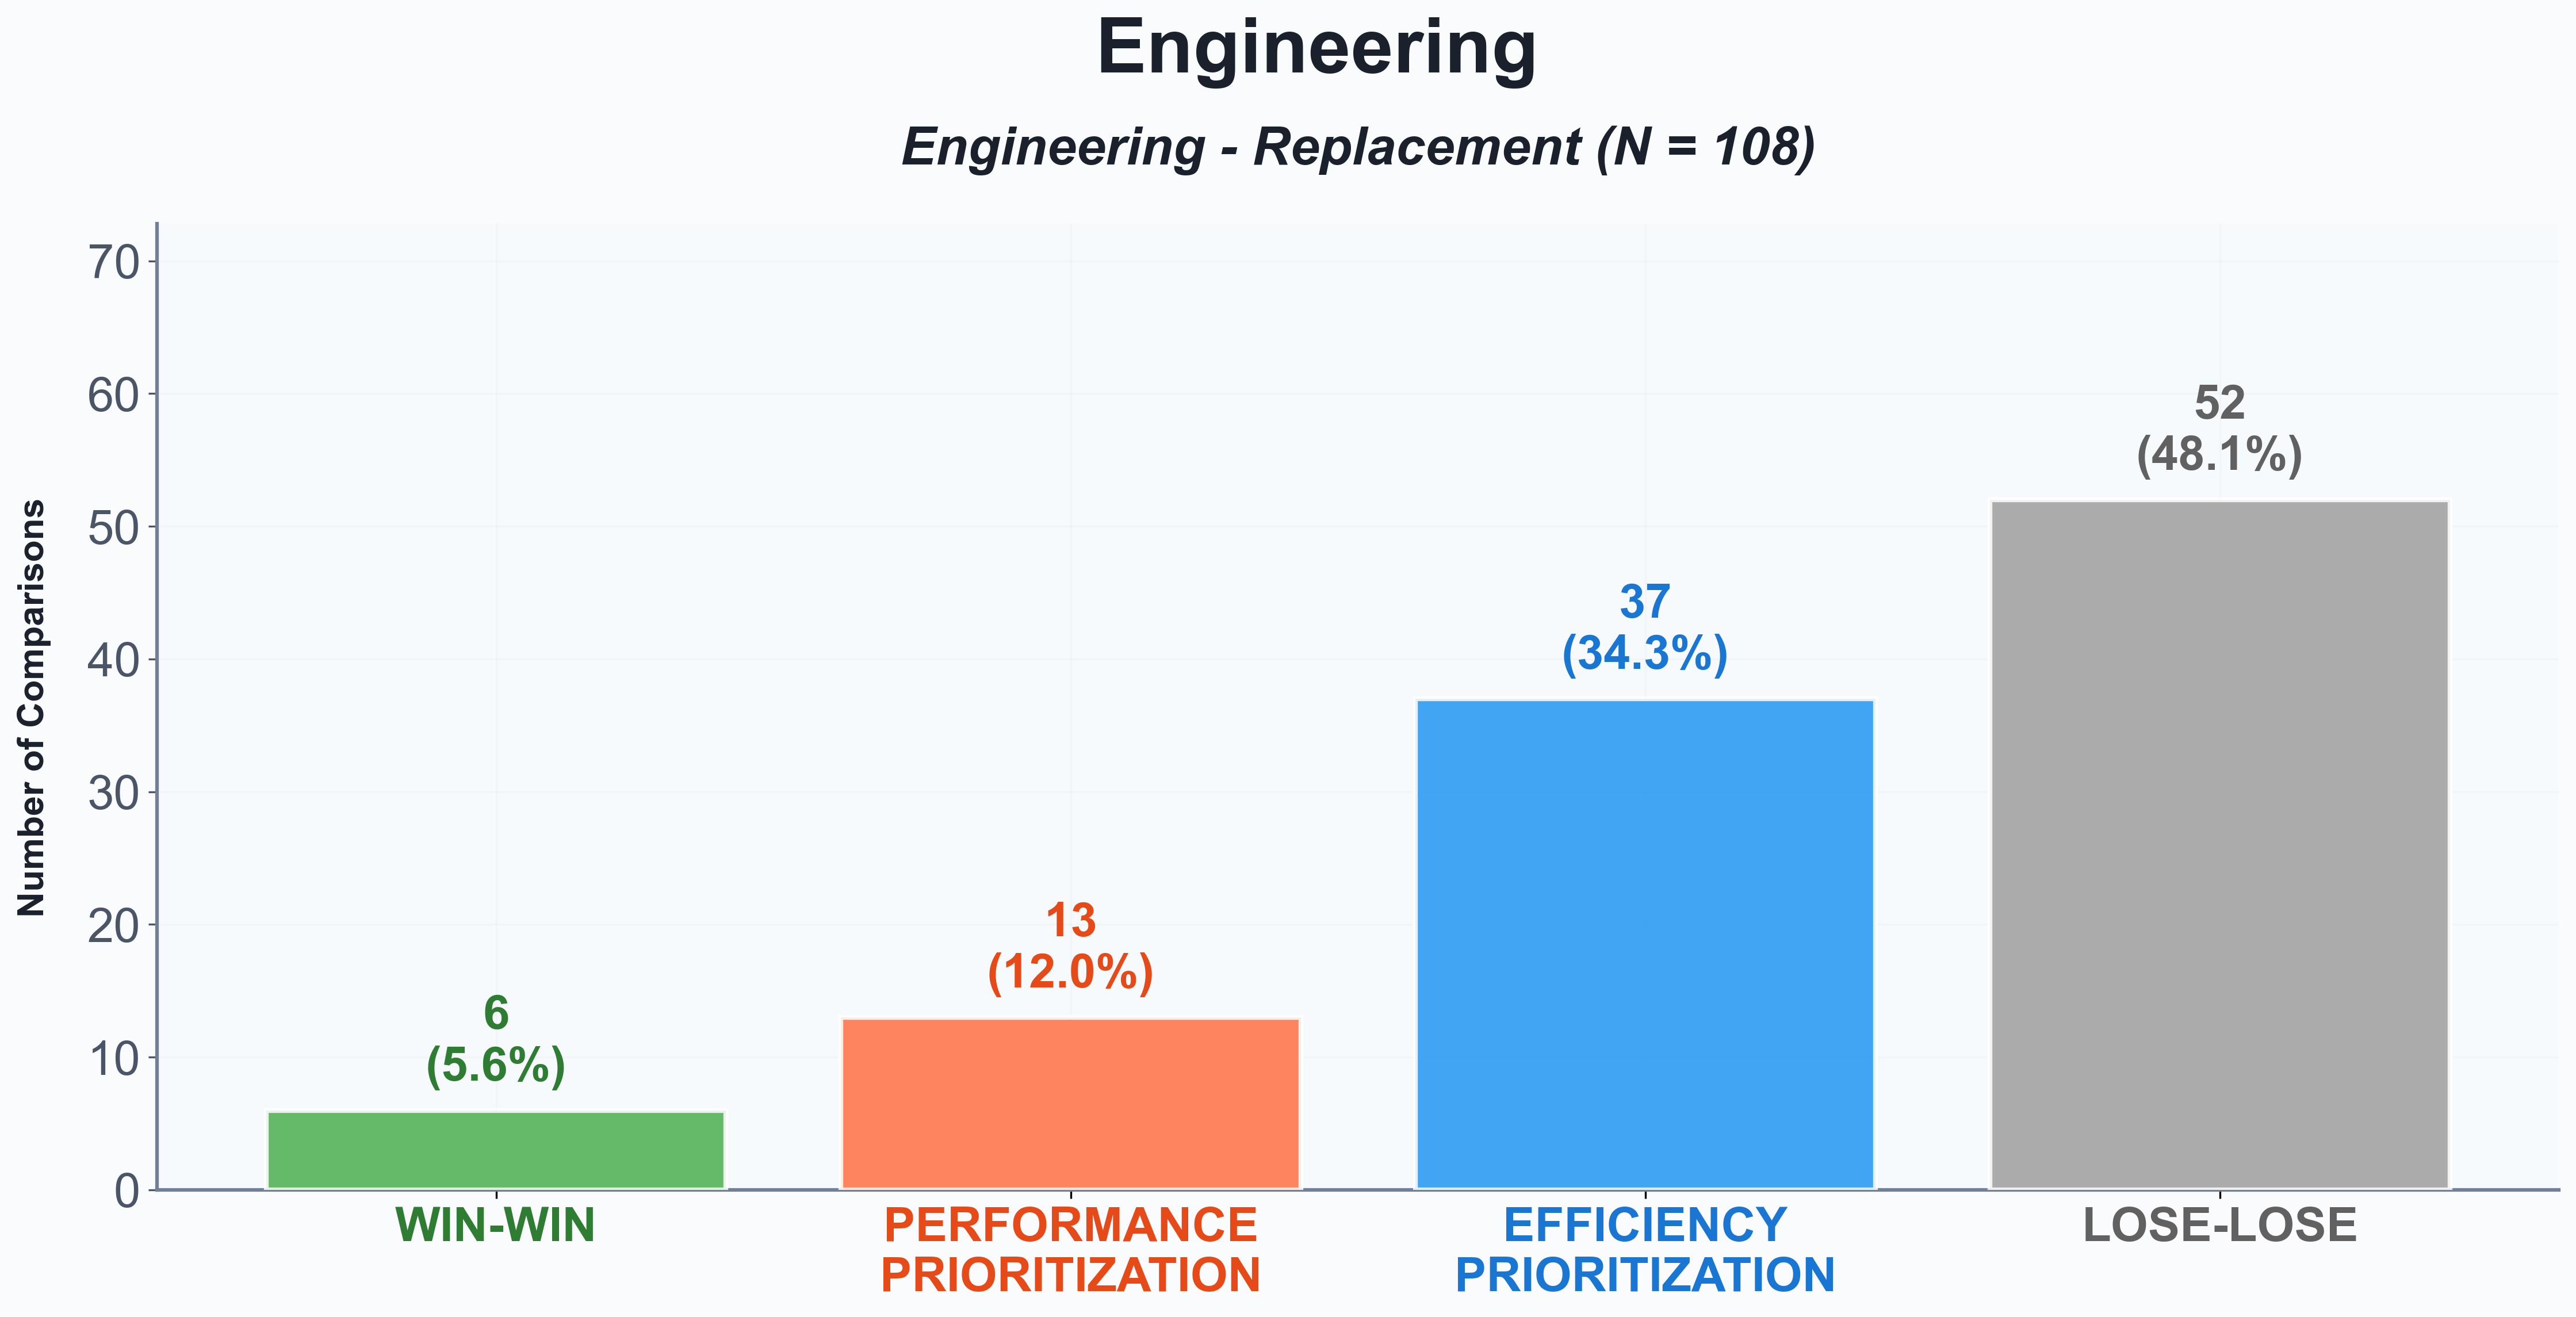 Engineering
Engineering - Replacement (N = 108)
Number of Comparisons
70
60
50
40
30
20
10
0
6
(5.6%)
13
(12.0%)
37
(34.3%)
52
(48.1%)
WIN-WIN
PERFORMANCE
PRIORITIZATION
EFFICIENCY
PRIORITIZATION
LOSE-LOSE